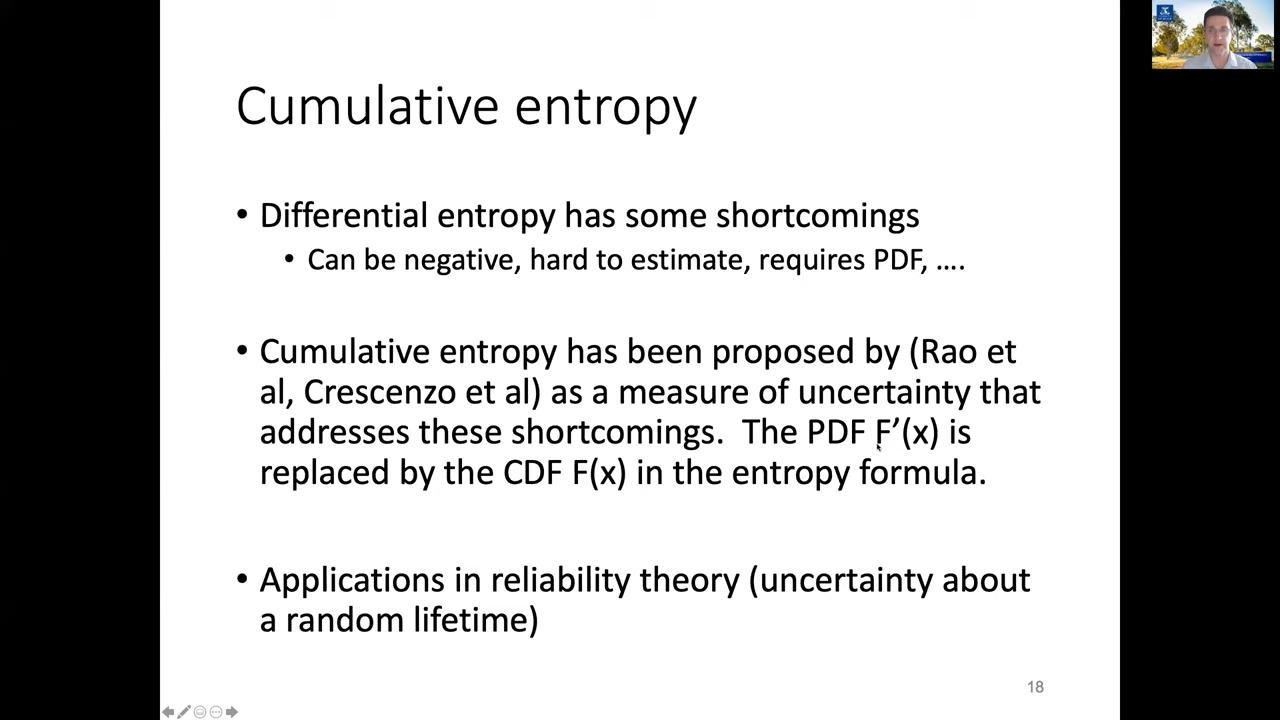 Cumulative entropy
• Differential entropy has some shortcomings
• Can be negative, hard to estimate, requires PDF, ….
• Cumulative entropy has been proposed by (Rao et
al, Crescenzo et al) as a measure of uncertainty that
addresses these shortcomings.  The PDF F’(x) is
replaced by the CDF F(x) in the entropy formula.
• Applications in reliability theory (uncertainty about
a random lifetime)
18